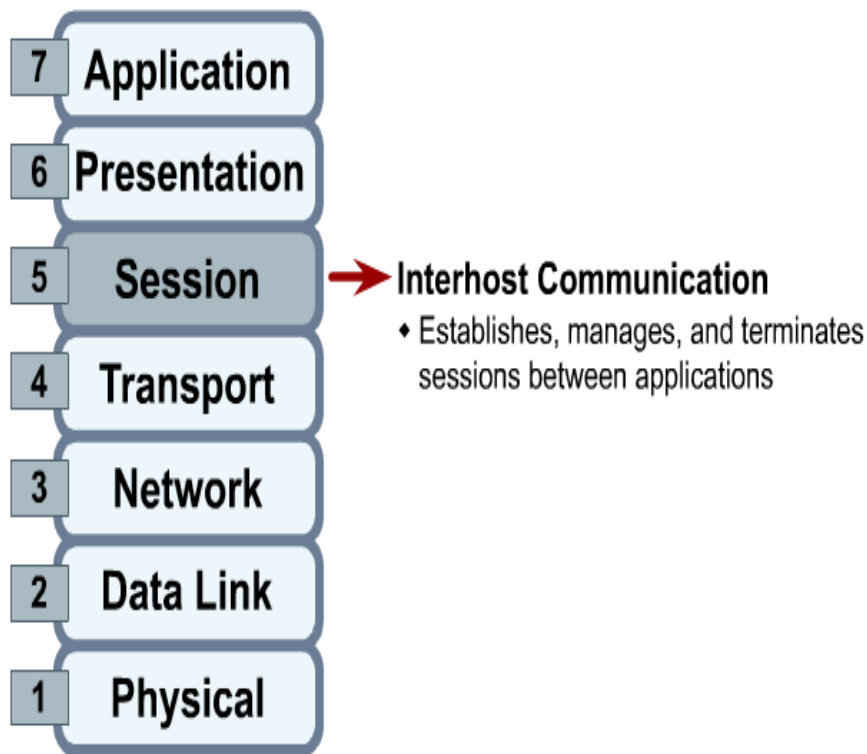 7 Application
6 Presentation
5 Session
Interhost Communication
♦ Establishes, manages, and terminates
sessions between applications
4 Transport
3 Network
2 Data Link
1 Physical